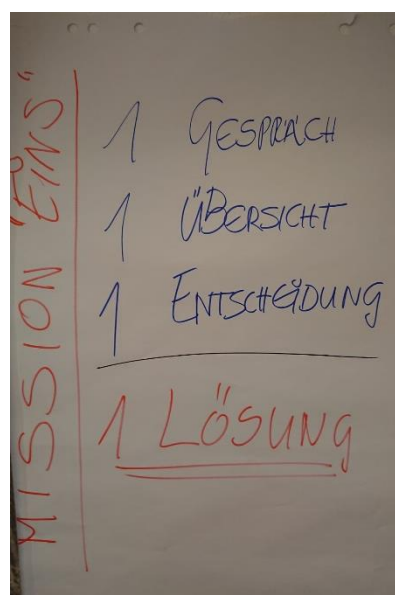 MISSION "EINS"
1 GESPRÄCH
1 ÜBERSICHT
1 ENTSCHEIDUNG
1 LÖSUNG